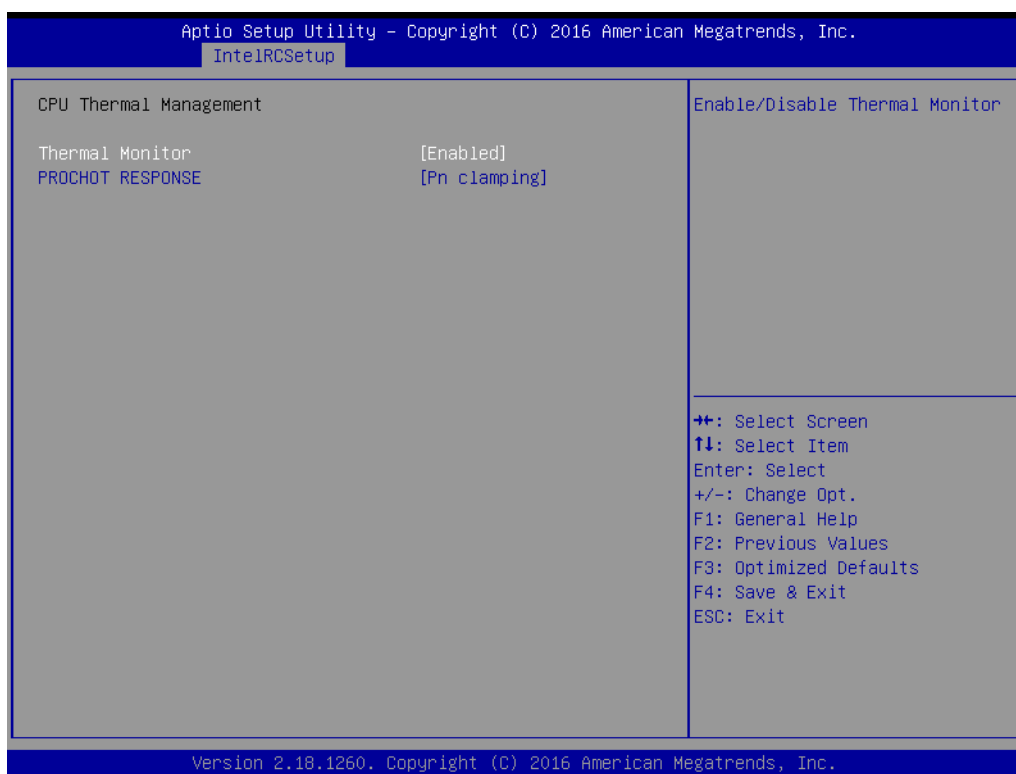 Aptio Setup Utility – Copyright (C) 2016 American Megatrends, Inc.
IntelRCSetup
CPU Thermal Management
Thermal Monitor [Enabled]
PROCHOT RESPONSE [Pn clamping]
Enable/Disable Thermal Monitor
→←: Select Screen
↑↓: Select Item
Enter: Select
+/-: Change Opt.
F1: General Help
F2: Previous Values
F3: Optimized Defaults
F4: Save & Exit
ESC: Exit
Version 2.18.1260. Copyright (C) 2016 American Megatrends, Inc.